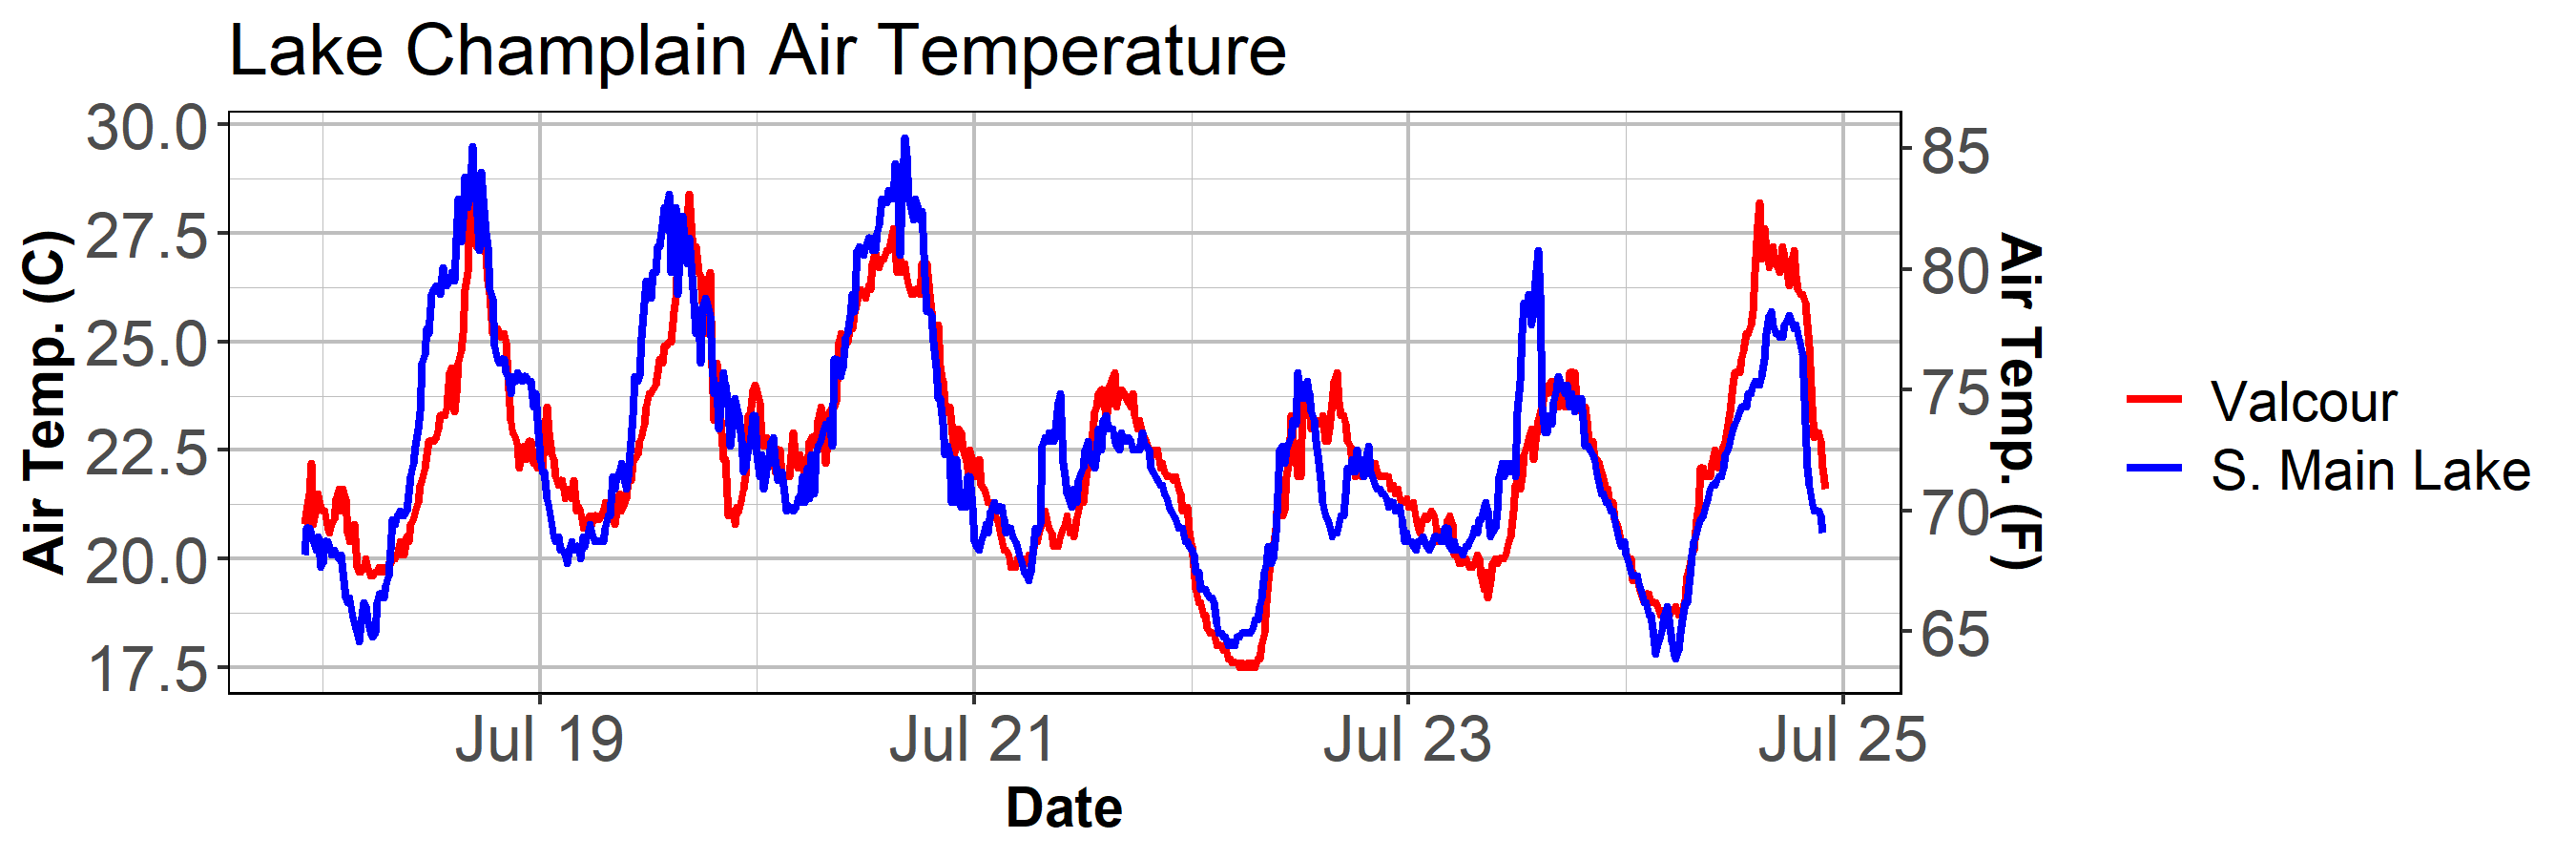 Lake Champlain Air Temperature
Air Temp. (C)
30.0
27.5
25.0
22.5
20.0
17.5
85
80
75
70
65
Air Temp. (F)
Jul 19
Jul 21
Jul 23
Jul 25
Date
Valcour
S. Main Lake